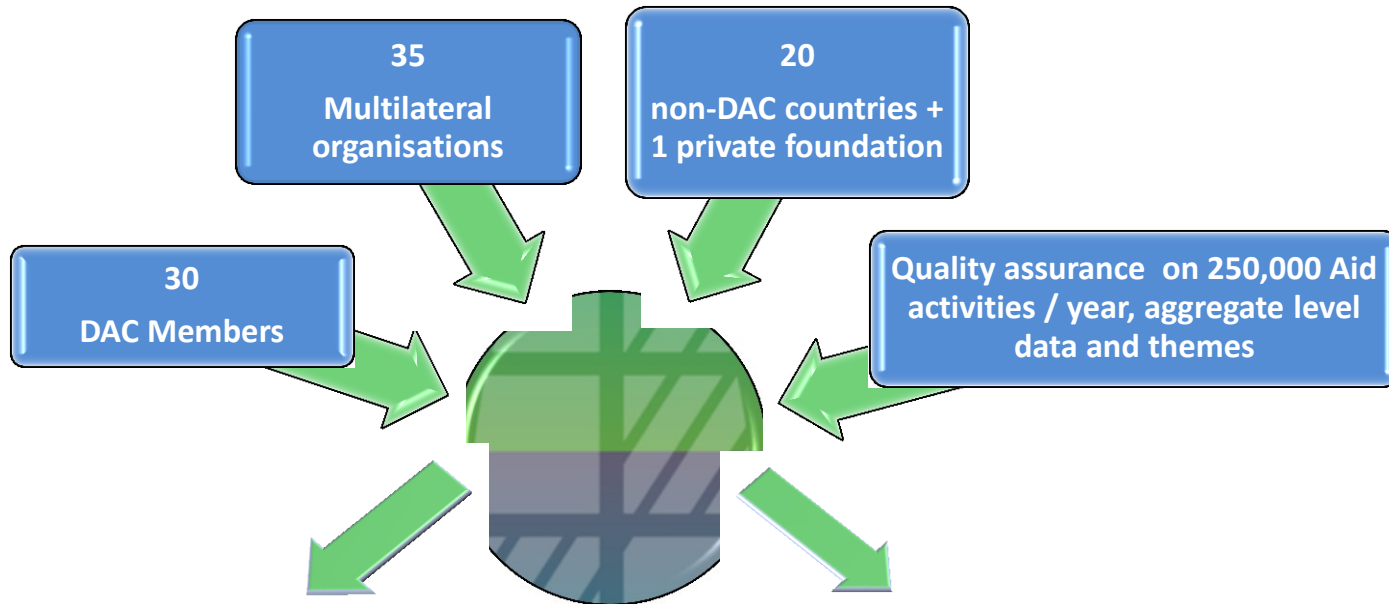 35
Multilateral
organisations
20
non-DAC countries +
1 private foundation
30
DAC Members
Quality assurance  on 250,000 Aid
activities / year, aggregate level
data and themes